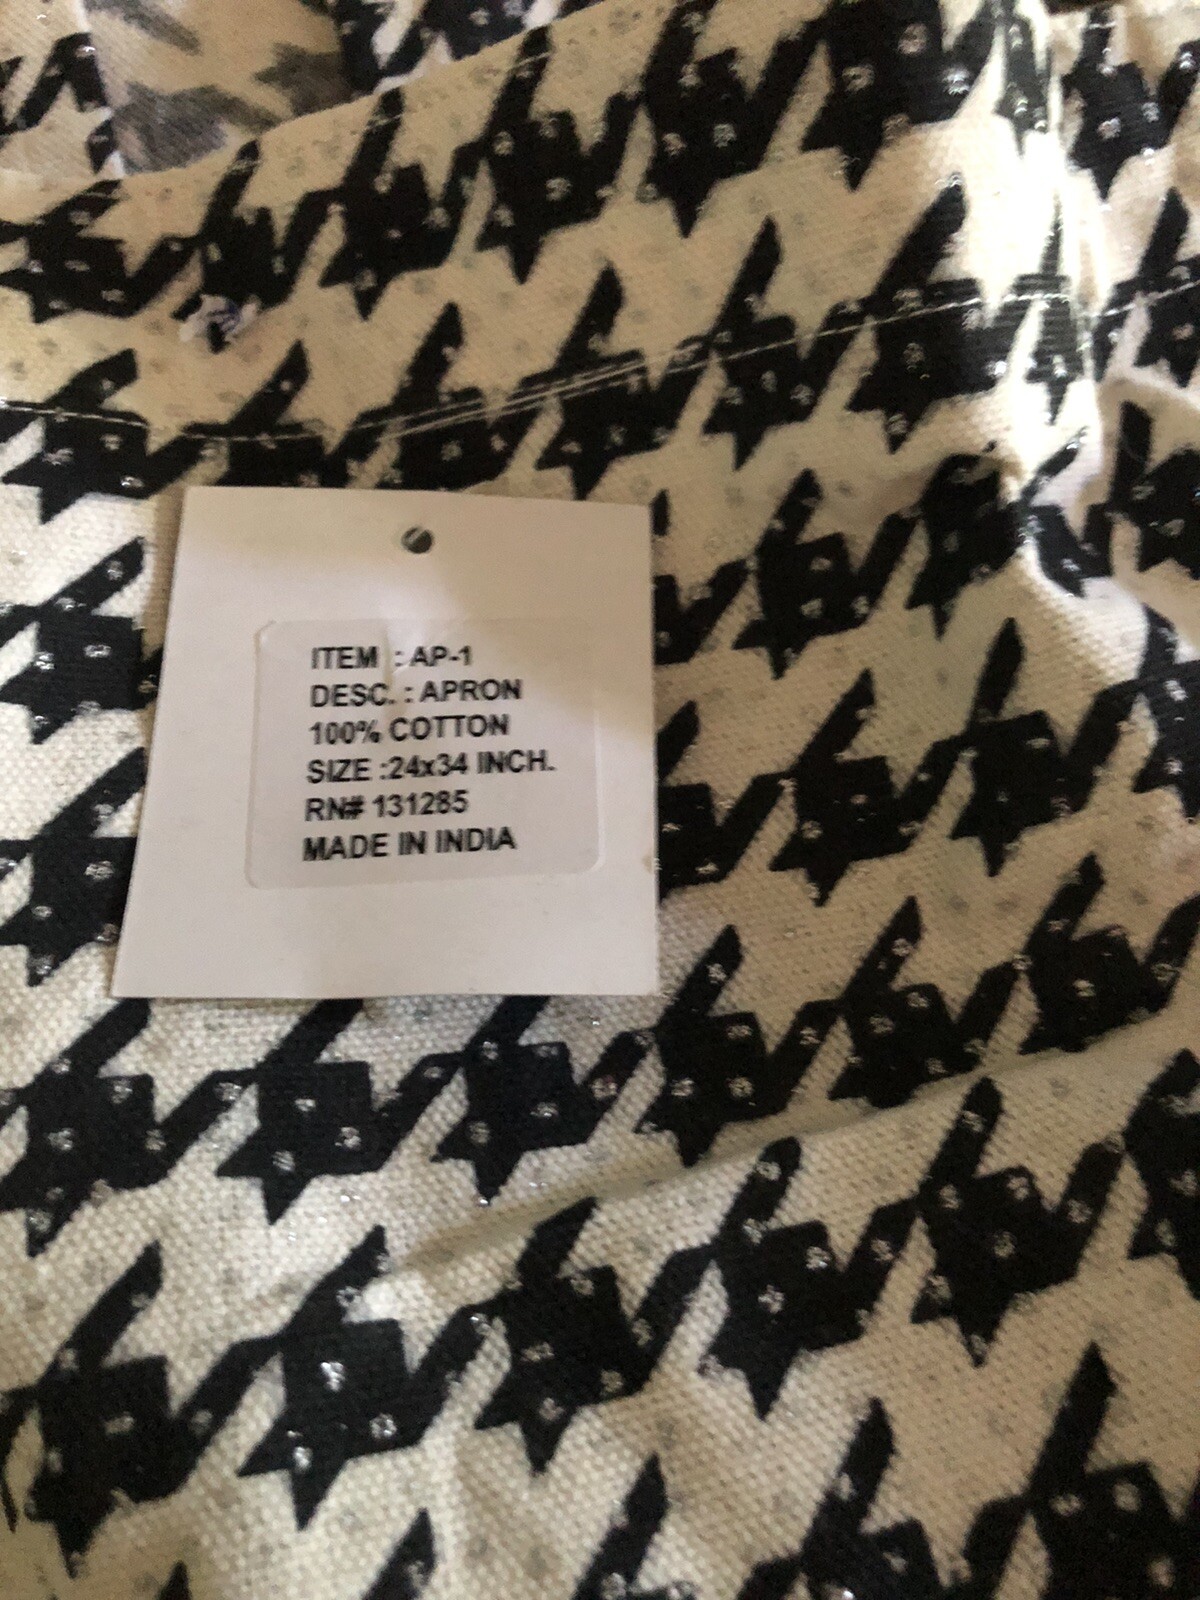 ITEM : AP-1
DESC. : APRON
100% COTTON
SIZE :24x34 INCH.
RN# 131285
MADE IN INDIA